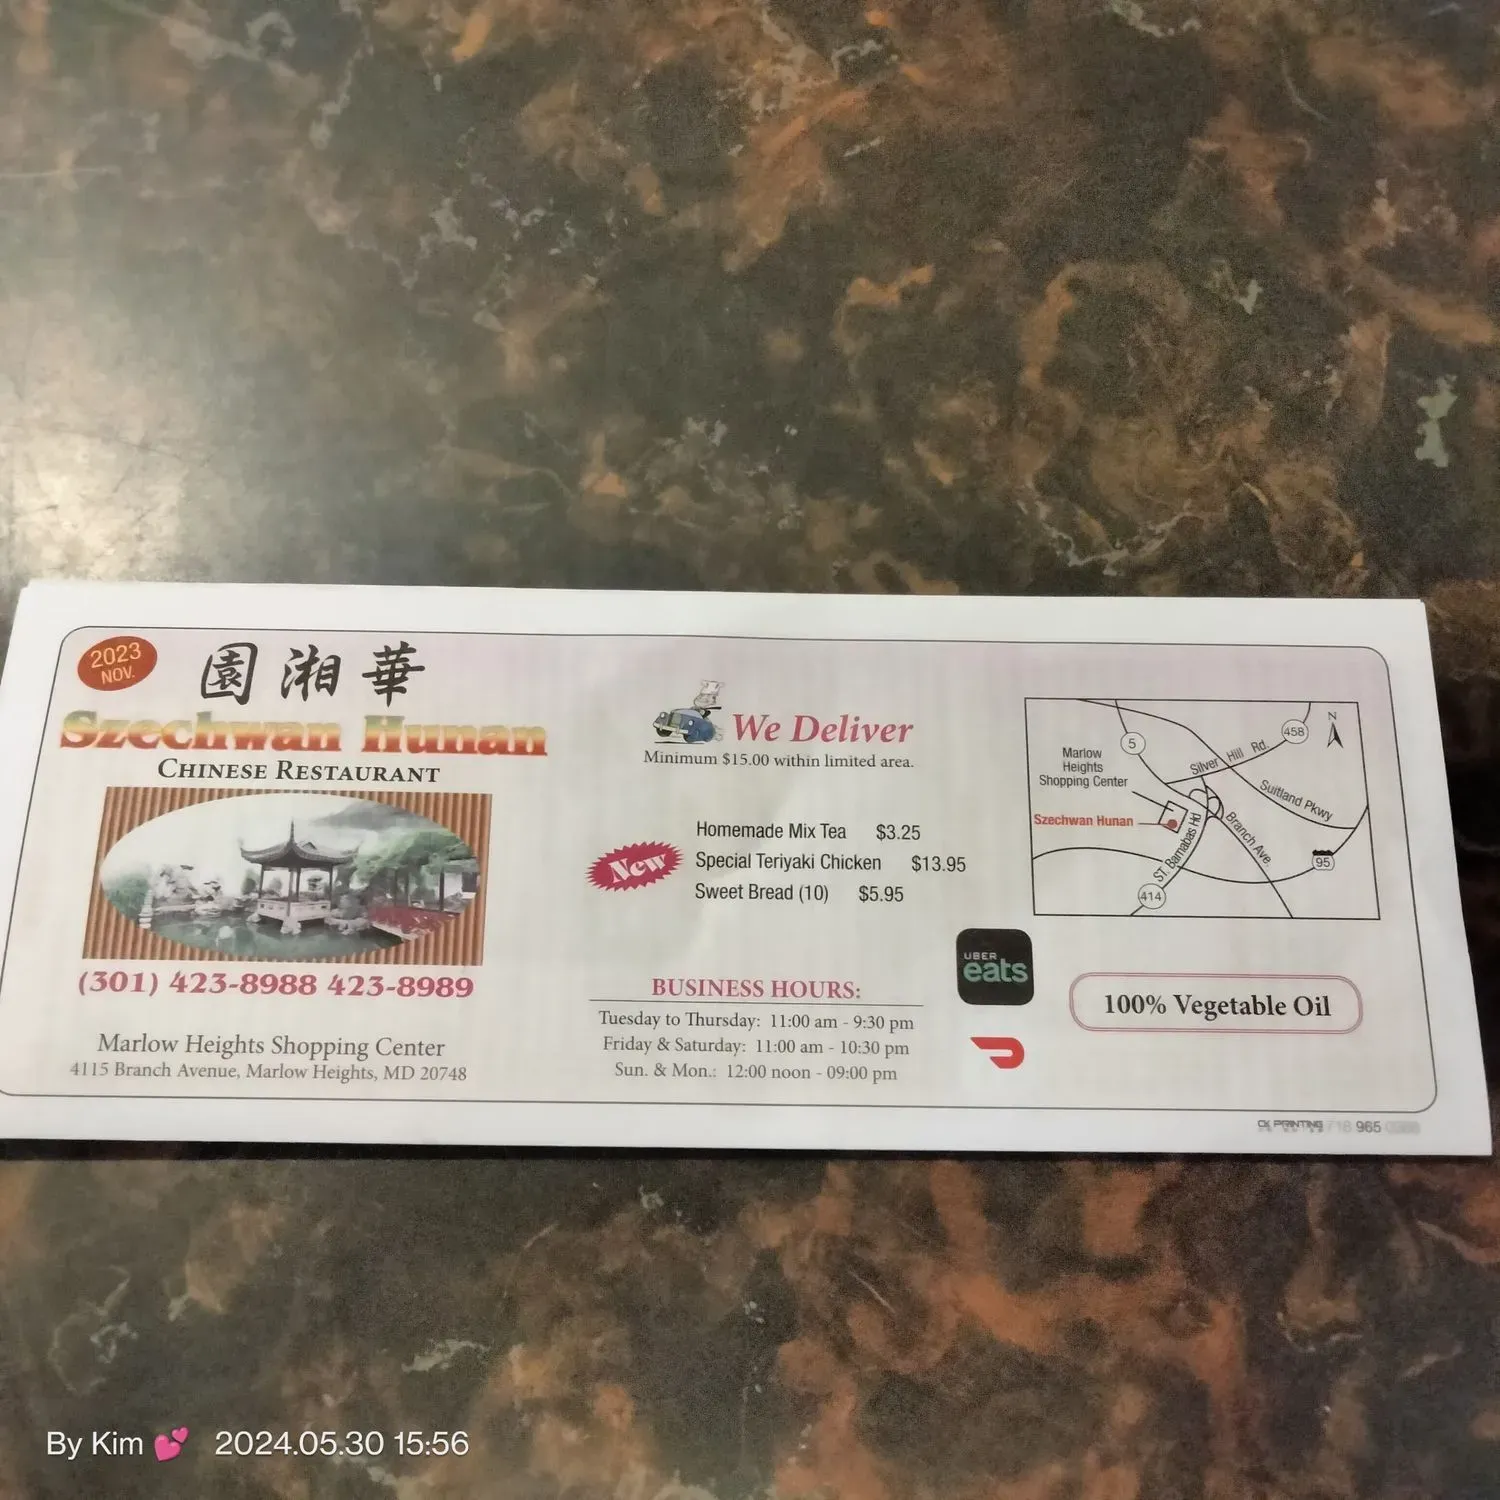 2023
NOV.
園湘華
Szechwan Hunan
CHINESE RESTAURANT
(301) 423-8988 423-8989
Marlow Heights Shopping Center
4115 Branch Avenue, Marlow Heights, MD 20748
We Deliver
Minimum $15.00 within limited area.
New
Homemade Mix Tea $3.25
Special Teriyaki Chicken $13.95
Sweet Bread (10) $5.95
BUSINESS HOURS:
Tuesday to Thursday: 11:00 am - 9:30 pm
Friday & Saturday: 11:00 am - 10:30 pm
Sun. & Mon.: 12:00 noon - 09:00 pm
UBER
eats
N
5
458
Silver Hill Rd.
Marlow
Heights
Shopping Center
Suitland Pkwy
Szechwan Hunan
ST. Barnabas Hd
Branch Ave.
95
414
100% Vegetable Oil
PRINTING 718 965
By Kim 💕 2024.05.30 15:56